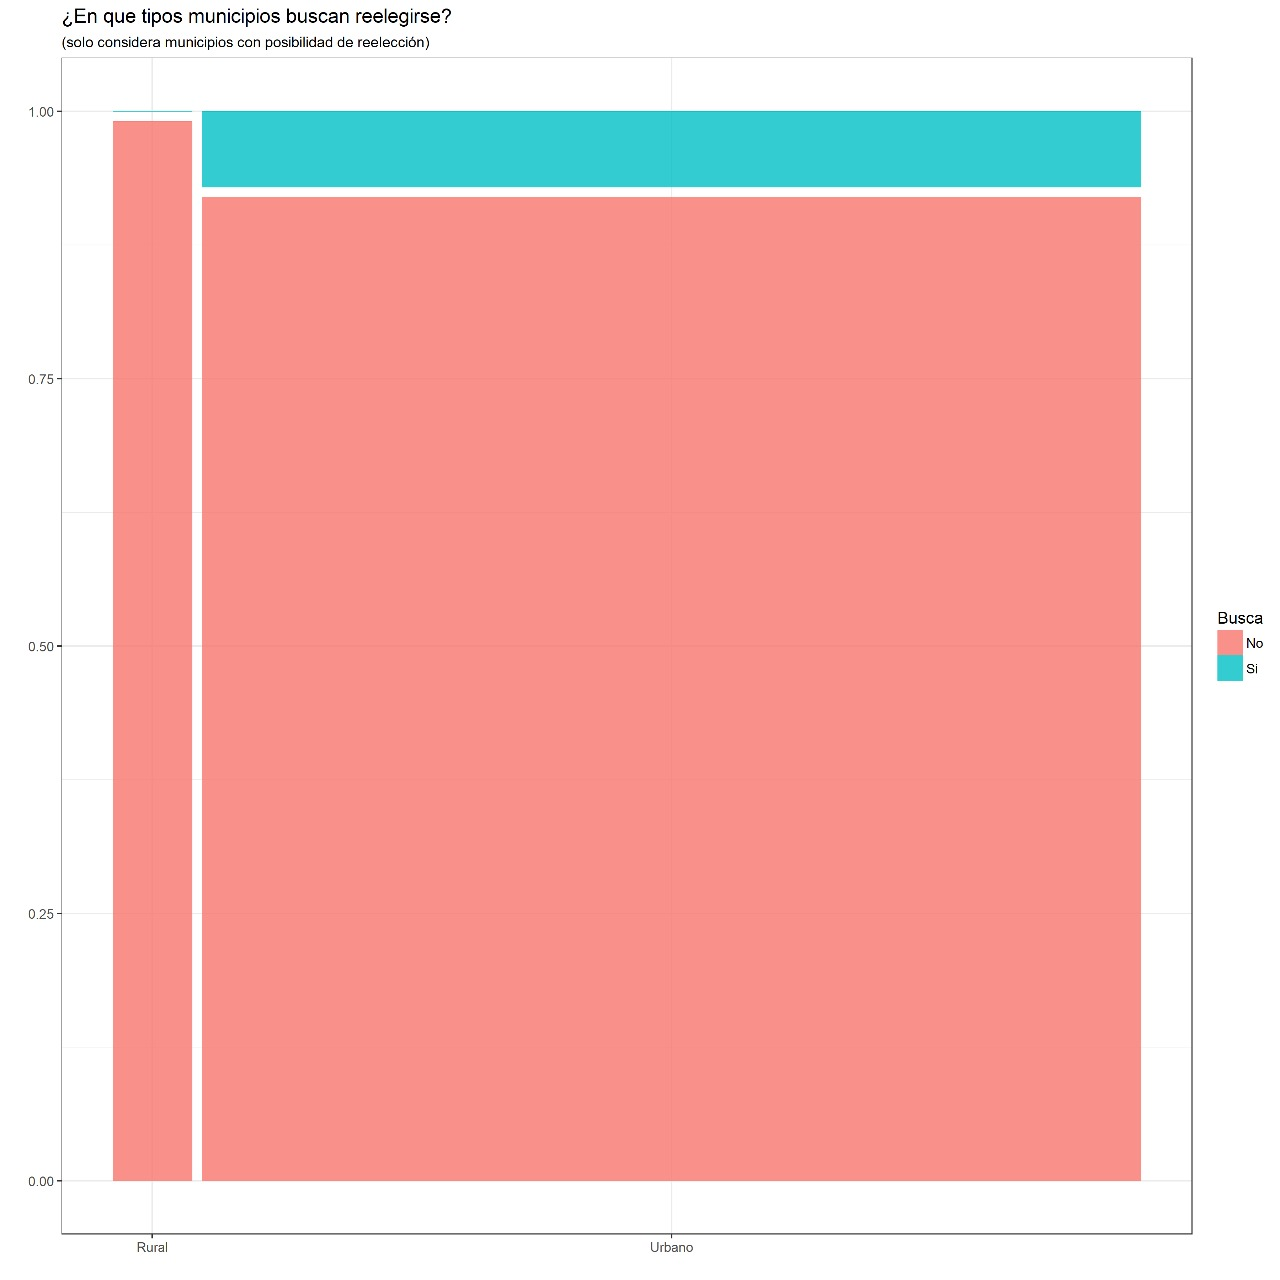 ¿En que tipos municipios buscan reelegirse?
(solo considera municipios con posibilidad de reelección)
1.00
0.75
0.50
0.25
0.00
Rural
Urbano
Busca
No
Si